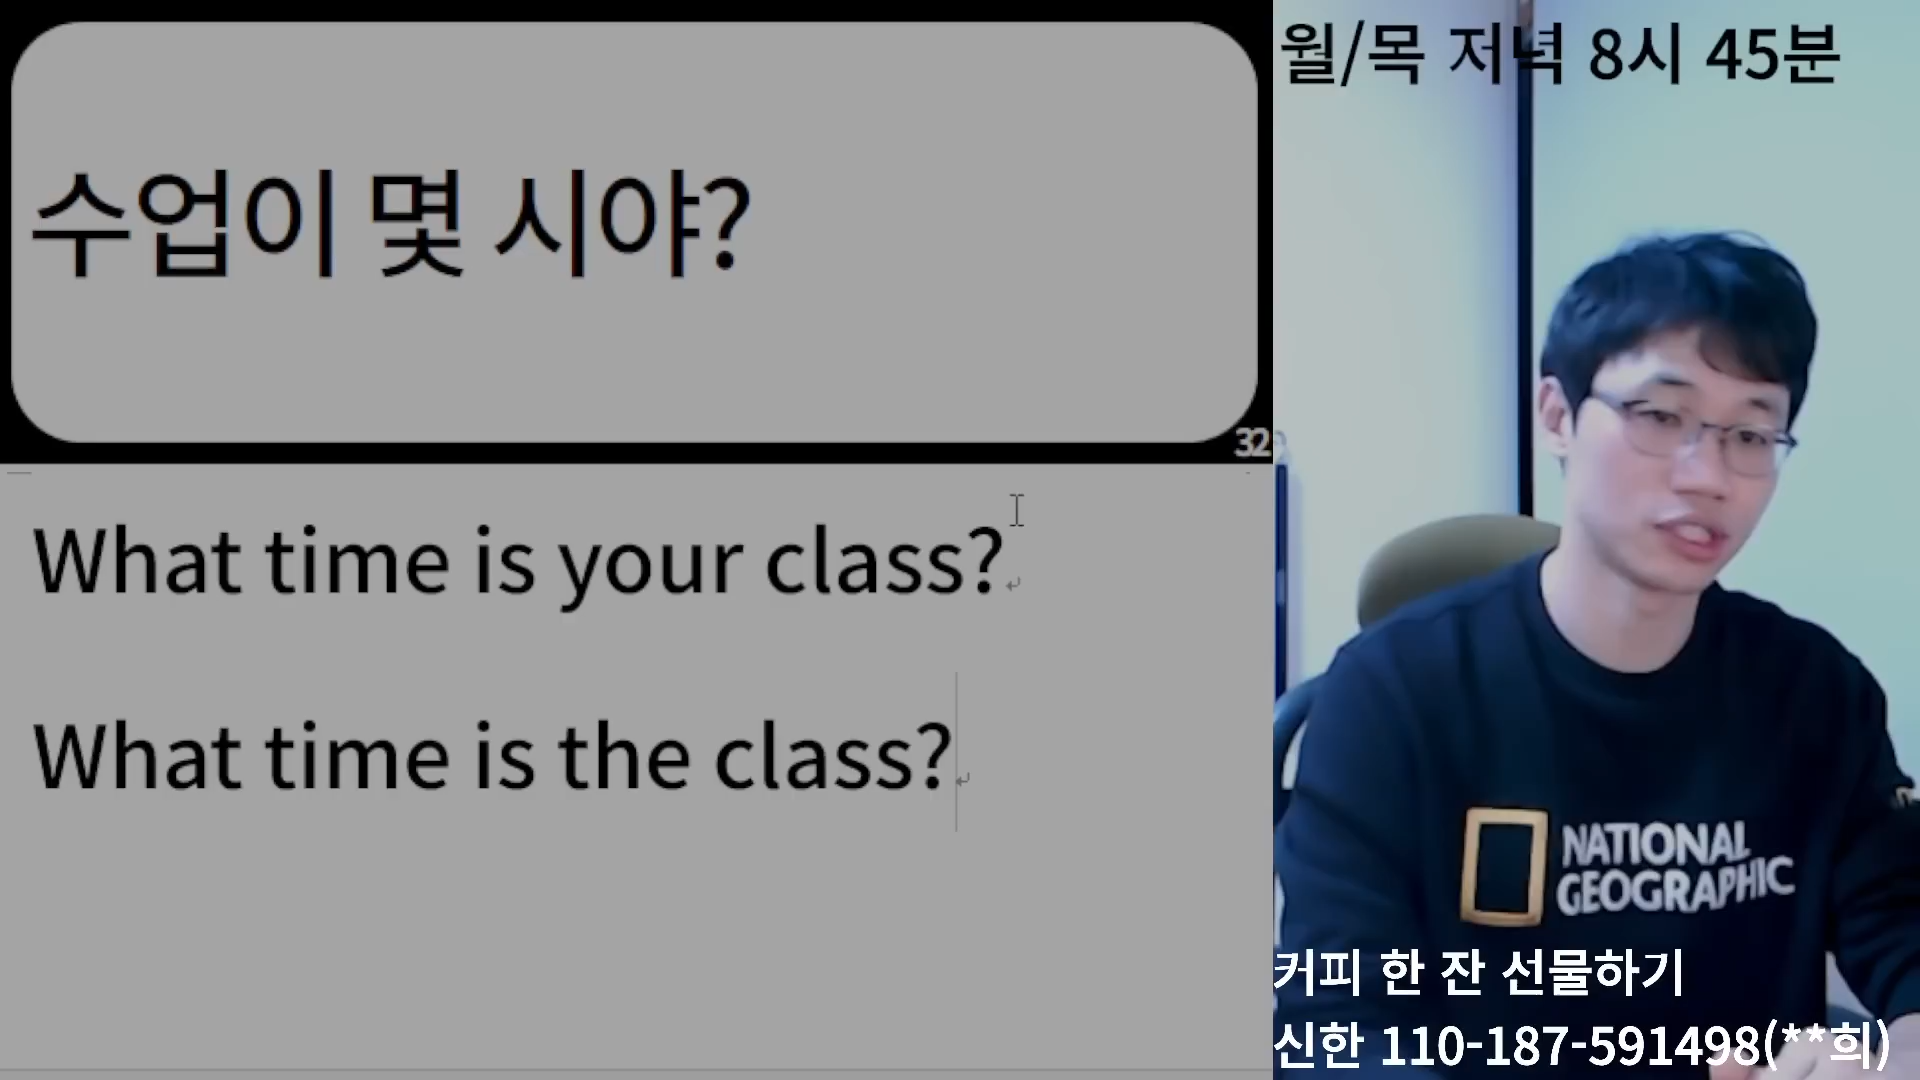 월/목 저녁 8시 45분
수업이 몇 시야?
32
What time is your class?
What time is the class?
NATIONAL
GEOGRAPHIC
커피 한 잔 선물하기
신한 110-187-591498(**희)